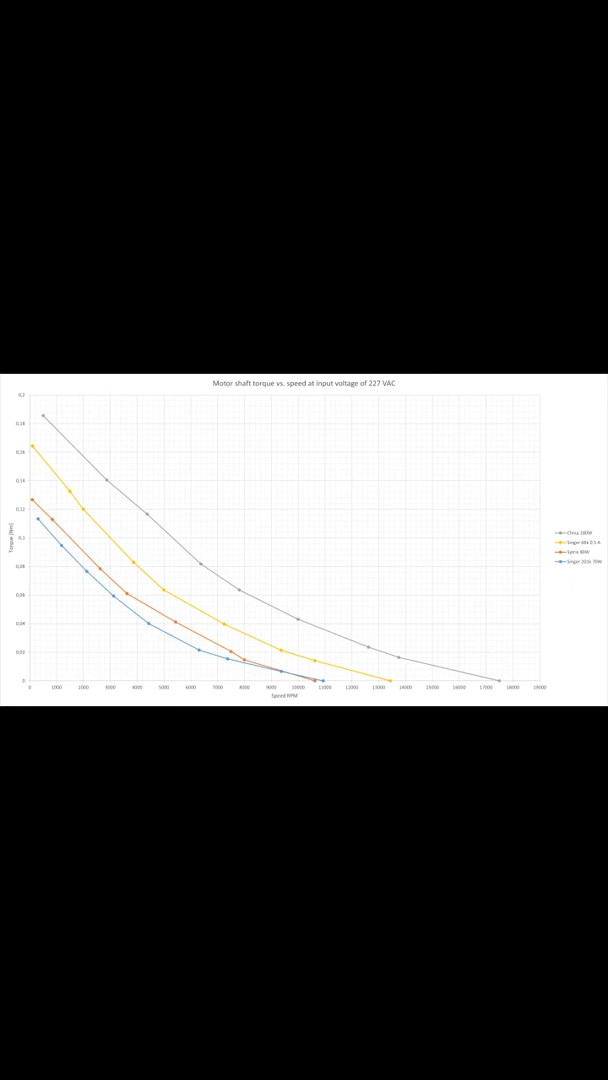 Motor shaft torque vs. speed at input voltage of 227 VAC
0,2
0,18
0,16
0,14
0,12
0,1
0,08
0,06
0,04
0,02
0
Torque [Nm]
0 1000 2000 3000 4000 5000 6000 7000 8000 9000 10000 11000 12000 13000 14000 15000 16000 17000 18000 19000
Speed RPM
China 180W
Singer 66k 0.5 A
80W
Singer 201k 70W